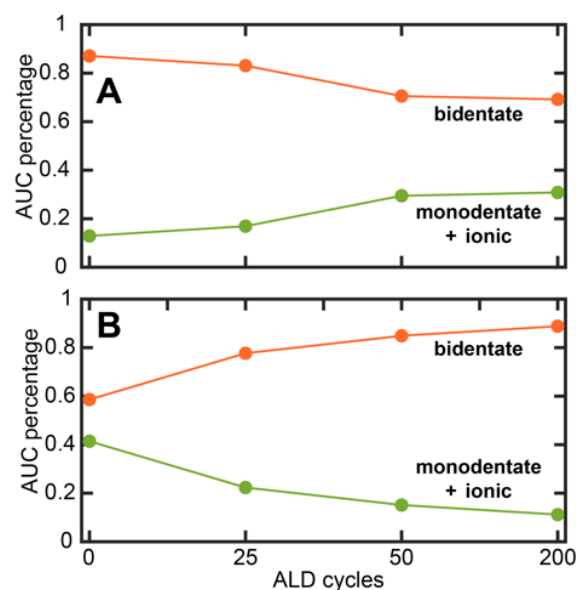 1
A
0.8
bidentate
0.6
AUC percentage
0.4
monodentate
+ ionic
0.2
0
1
B
0.8
bidentate
0.6
AUC percentage
0.4
monodentate
+ ionic
0.2
0
0 25 50 200
ALD cycles